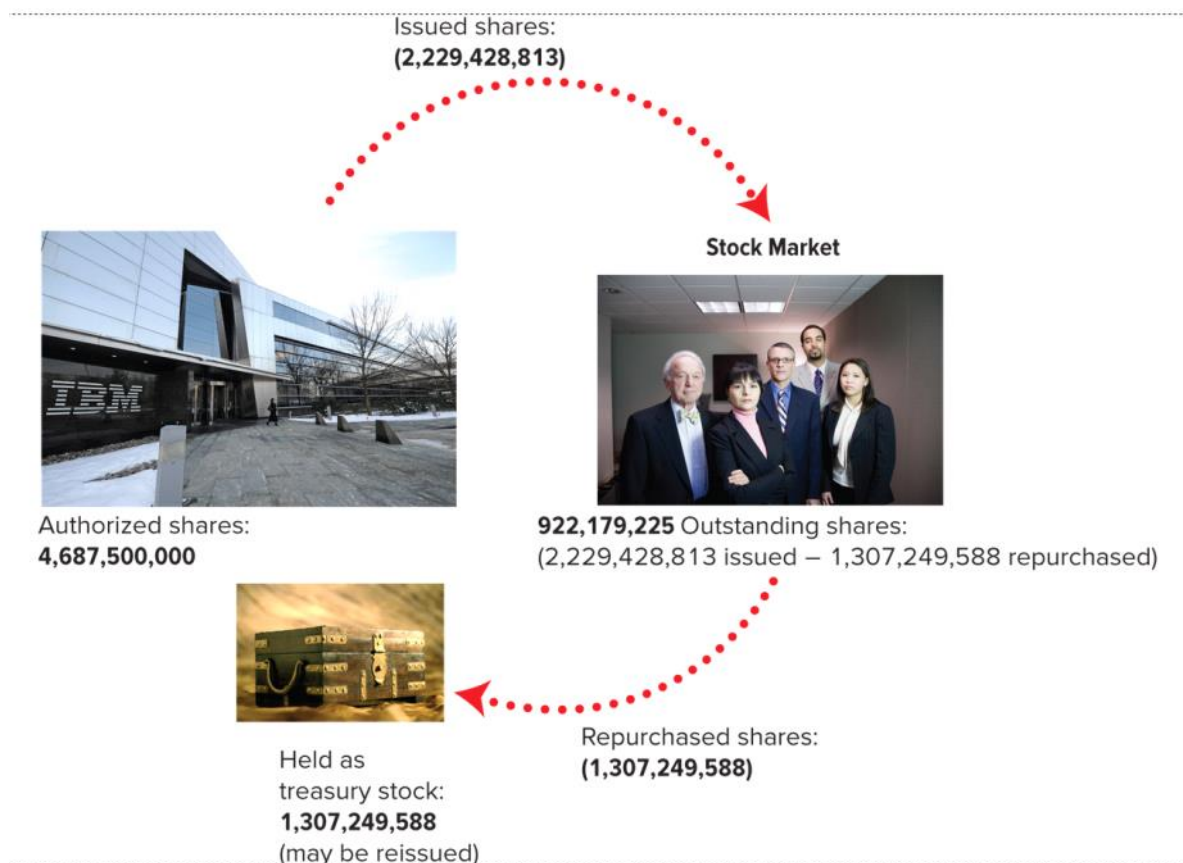 Issued shares:
(2,229,428,813)
Stock Market
IBM
Authorized shares:
4,687,500,000
922,179,225 Outstanding shares:
(2,229,428,813 issued – 1,307,249,588 repurchased)
Repurchased shares:
(1,307,249,588)
Held as
treasury stock:
1,307,249,588
(may be reissued)